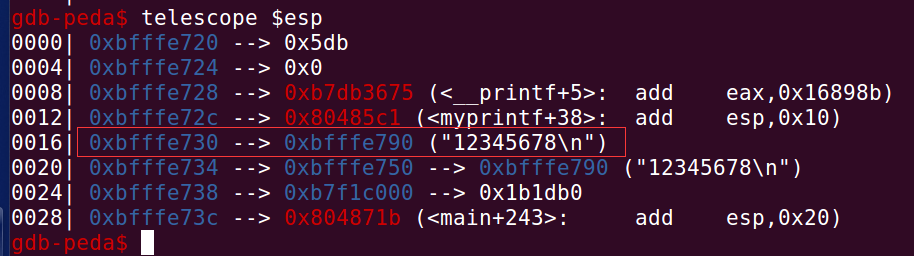 gdb-peda$ telescope $esp
0000| 0xbfffe720 --> 0x5db
0004| 0xbfffe724 --> 0x0
0008| 0xbfffe728 --> 0xb7db3675 (<__printf+5>: add eax,0x16898b)
0012| 0xbfffe72c --> 0x80485c1 (<myprintf+38>: add esp,0x10)
0016| 0xbfffe730 --> 0xbfffe790 ("12345678\n")
0020| 0xbfffe734 --> 0xbfffe750 --> 0xbfffe790 ("12345678\n")
0024| 0xbfffe738 --> 0xb7f1c000 --> 0x1b1db0
0028| 0xbfffe73c --> 0x804871b (<main+243>: add esp,0x20)
gdb-peda$